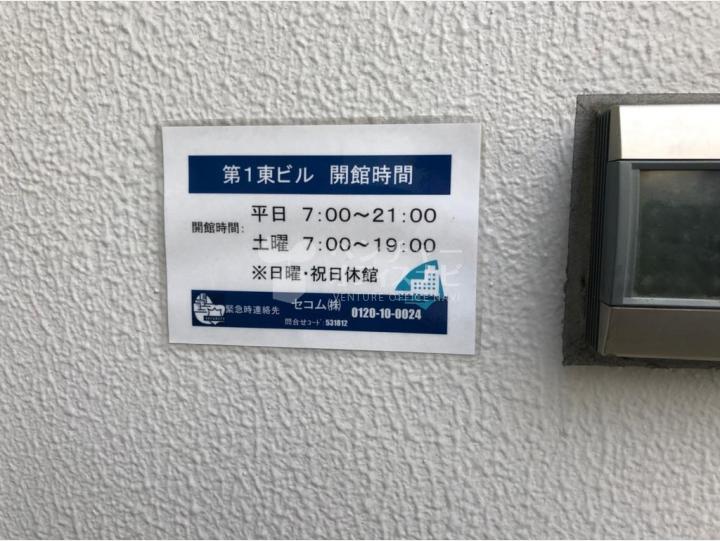 第1東ビル 開館時間
開館時間:
平日 7:00～21:00
土曜 7:00～19:00
※日曜・祝日休館
緊急時連絡先 セコム㈱ 0120-10-0024
問合せコード 531812
VENTURE OFFICE NAVI